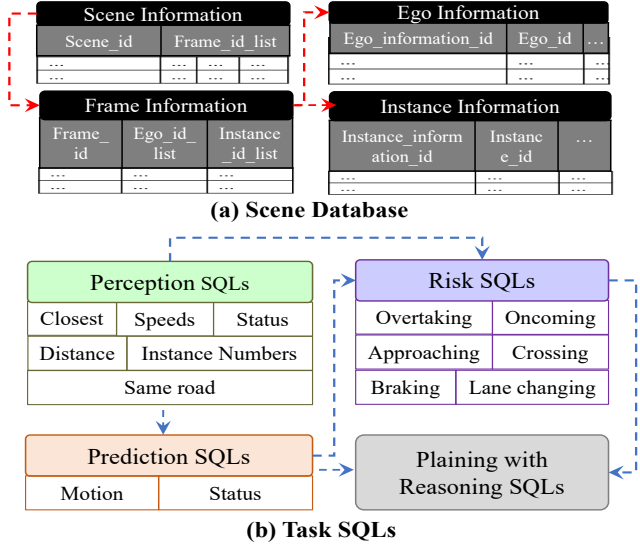 Scene Information
Scene_id Frame_id_list
... ... ... ...
... ... ... ...
Ego Information
Ego_information_id Ego_id ...
... ... ...
... ... ...
Frame Information
Frame_ Ego_id_ Instance
id list _id_list
... ... ...
... ... ...
Instance Information
Instance_infor Instanc ...
mation_id e_id
... ... ...
... ... ...
(a) Scene Database
Perception SQLs
Closest Speeds Status
Distance Instance Numbers
Same road
Risk SQLs
Overtaking Oncoming
Approaching Crossing
Braking Lane changing
Prediction SQLs
Motion Status
Plaining with
Reasoning SQLs
(b) Task SQLs